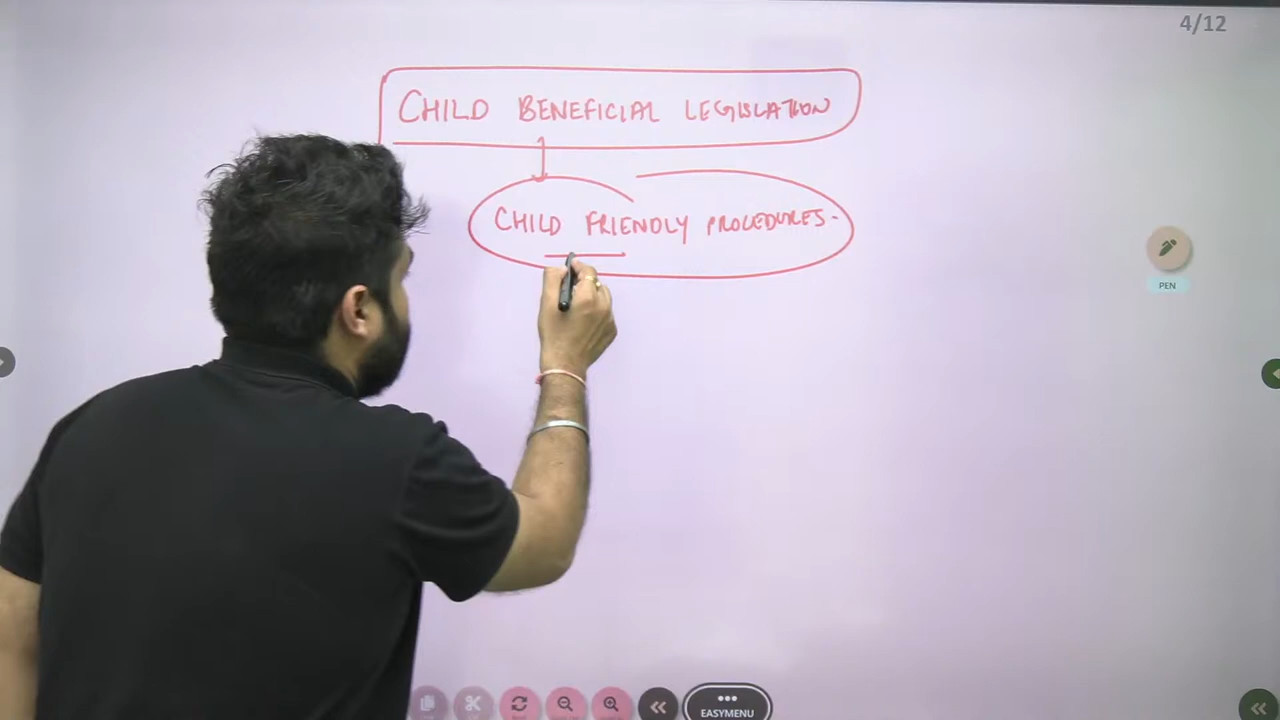 4/12
CHILD BENEFICIAL LEGISLATION
CHILD FRIENDLY PROCEDURES.
PEN
EASYMENU